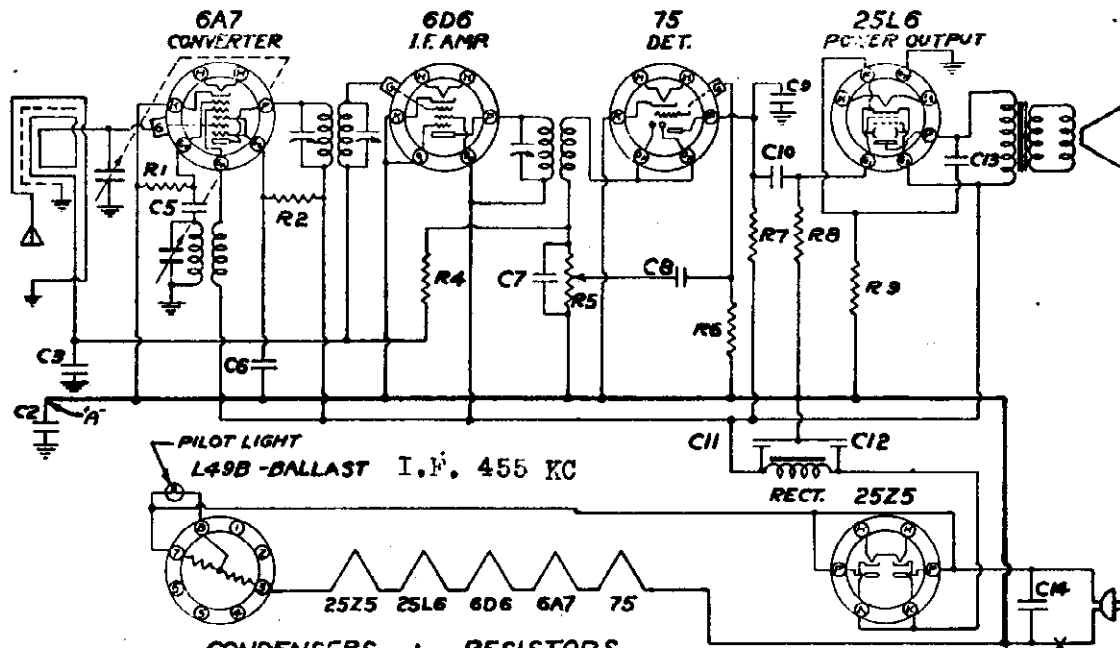 6A7 6D6 75 25L6
CONVERTER I.F. AMP. DET. POWER OUTPUT
C9
C10 C13
R1
C5
R2 R7 R8
R4 C7 R5 C8 R9
R6
C3 C6
C2 "A"
C11 C12
PILOT LIGHT
L49B - BALLAST I.F. 455 KC
RECT. 25Z5
25Z5 25L6 6D6 6A7 75 C14
CONDENSERS RESISTORS